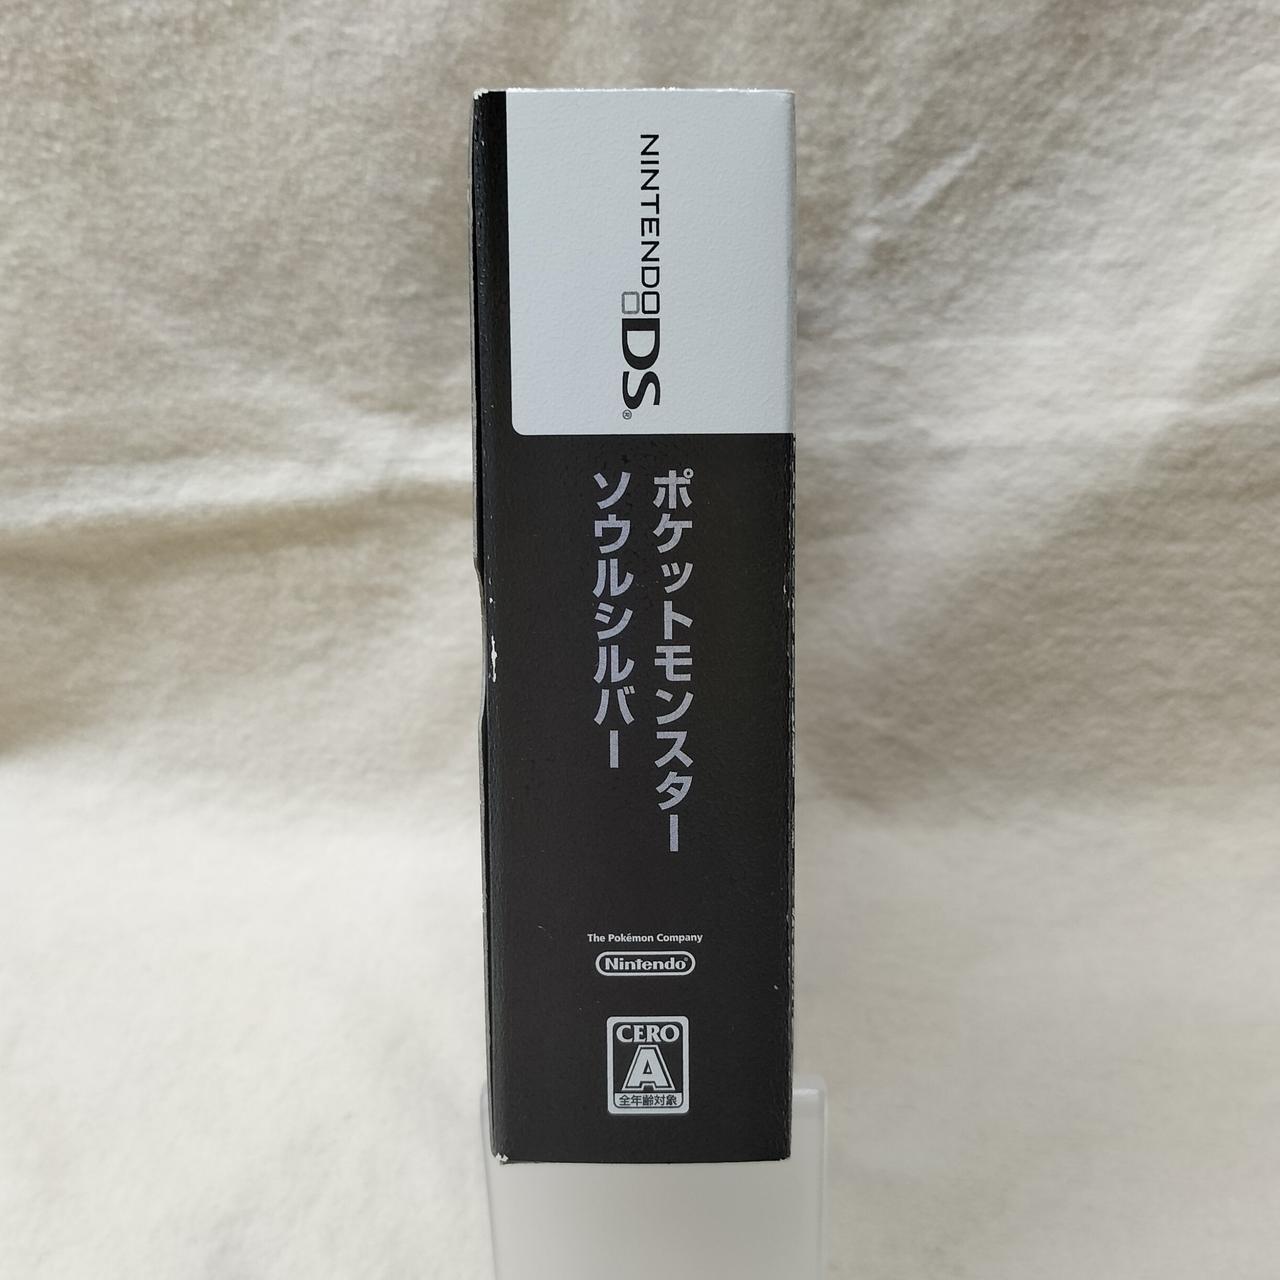 NINTENDO DS®
ポケットモンスター
ソウルシルバー
The Pokémon Company
Nintendo®
CERO
A
全年齢対象